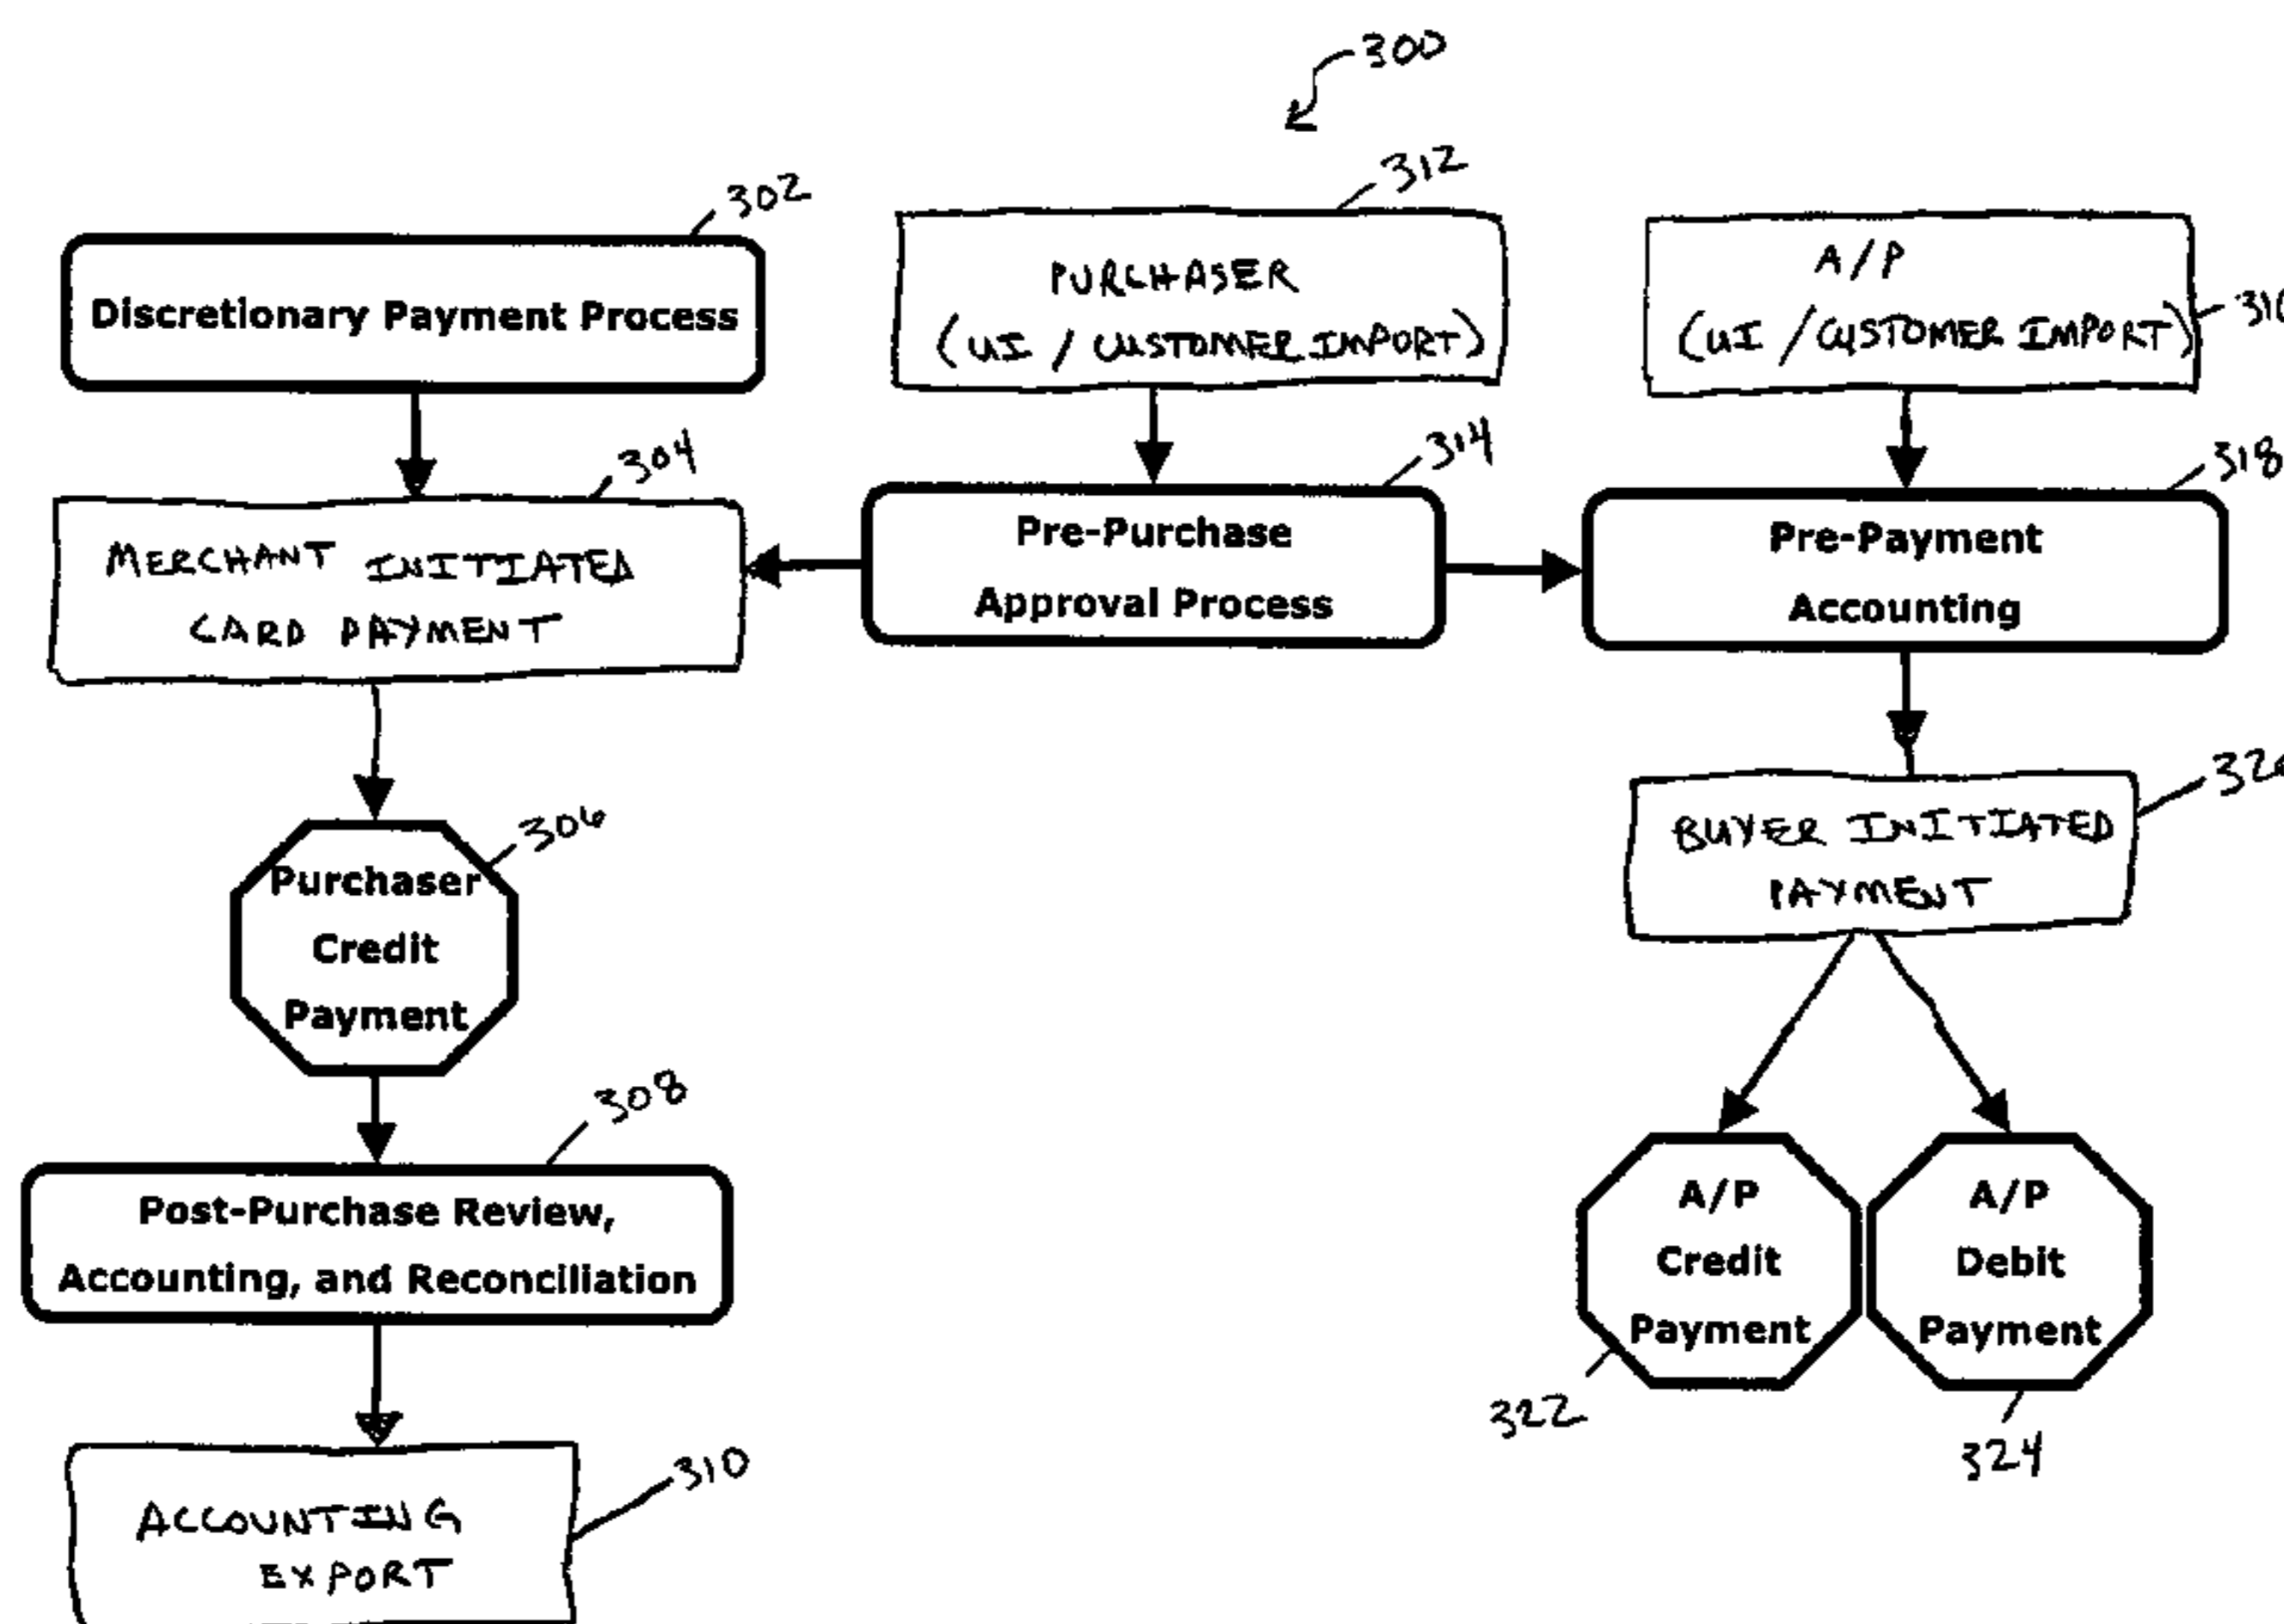 300
302
Discretionary Payment Process
312
PURCHASER
(UI / CUSTOMER IMPORT)
A/P
(UI / CUSTOMER IMPORT)
304
MERCHANT INITIATED
CARD PAYMENT
314
Pre-Purchase
Approval Process
318
Pre-Payment
Accounting
306
Purchaser
Credit
Payment
BUYER INITIATED
PAYMENT
308
Post-Purchase Review,
Accounting, and Reconciliation
A/P
Credit
Payment
322
A/P
Debit
Payment
324
310
ACCOUNTING
EXPORT